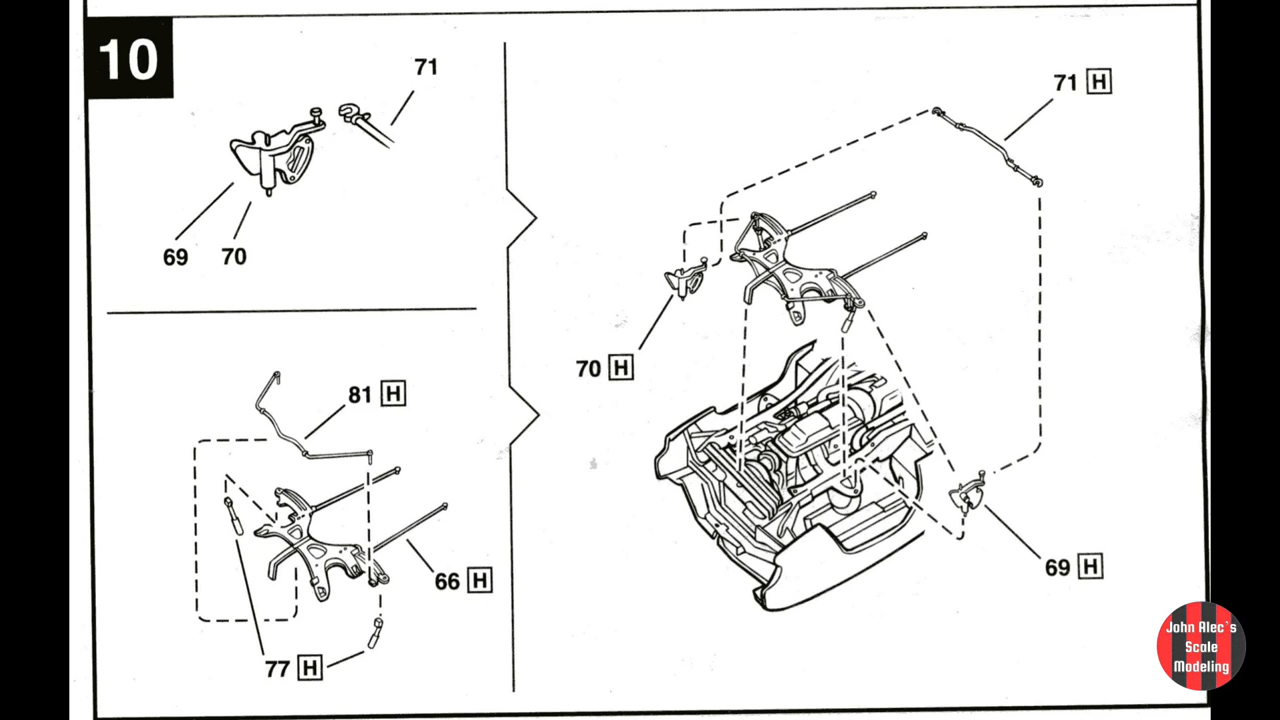 10
71
69
70
81 H
66 H
77 H
71 H
70 H
69 H
John Alec`s
Scale
Modeling